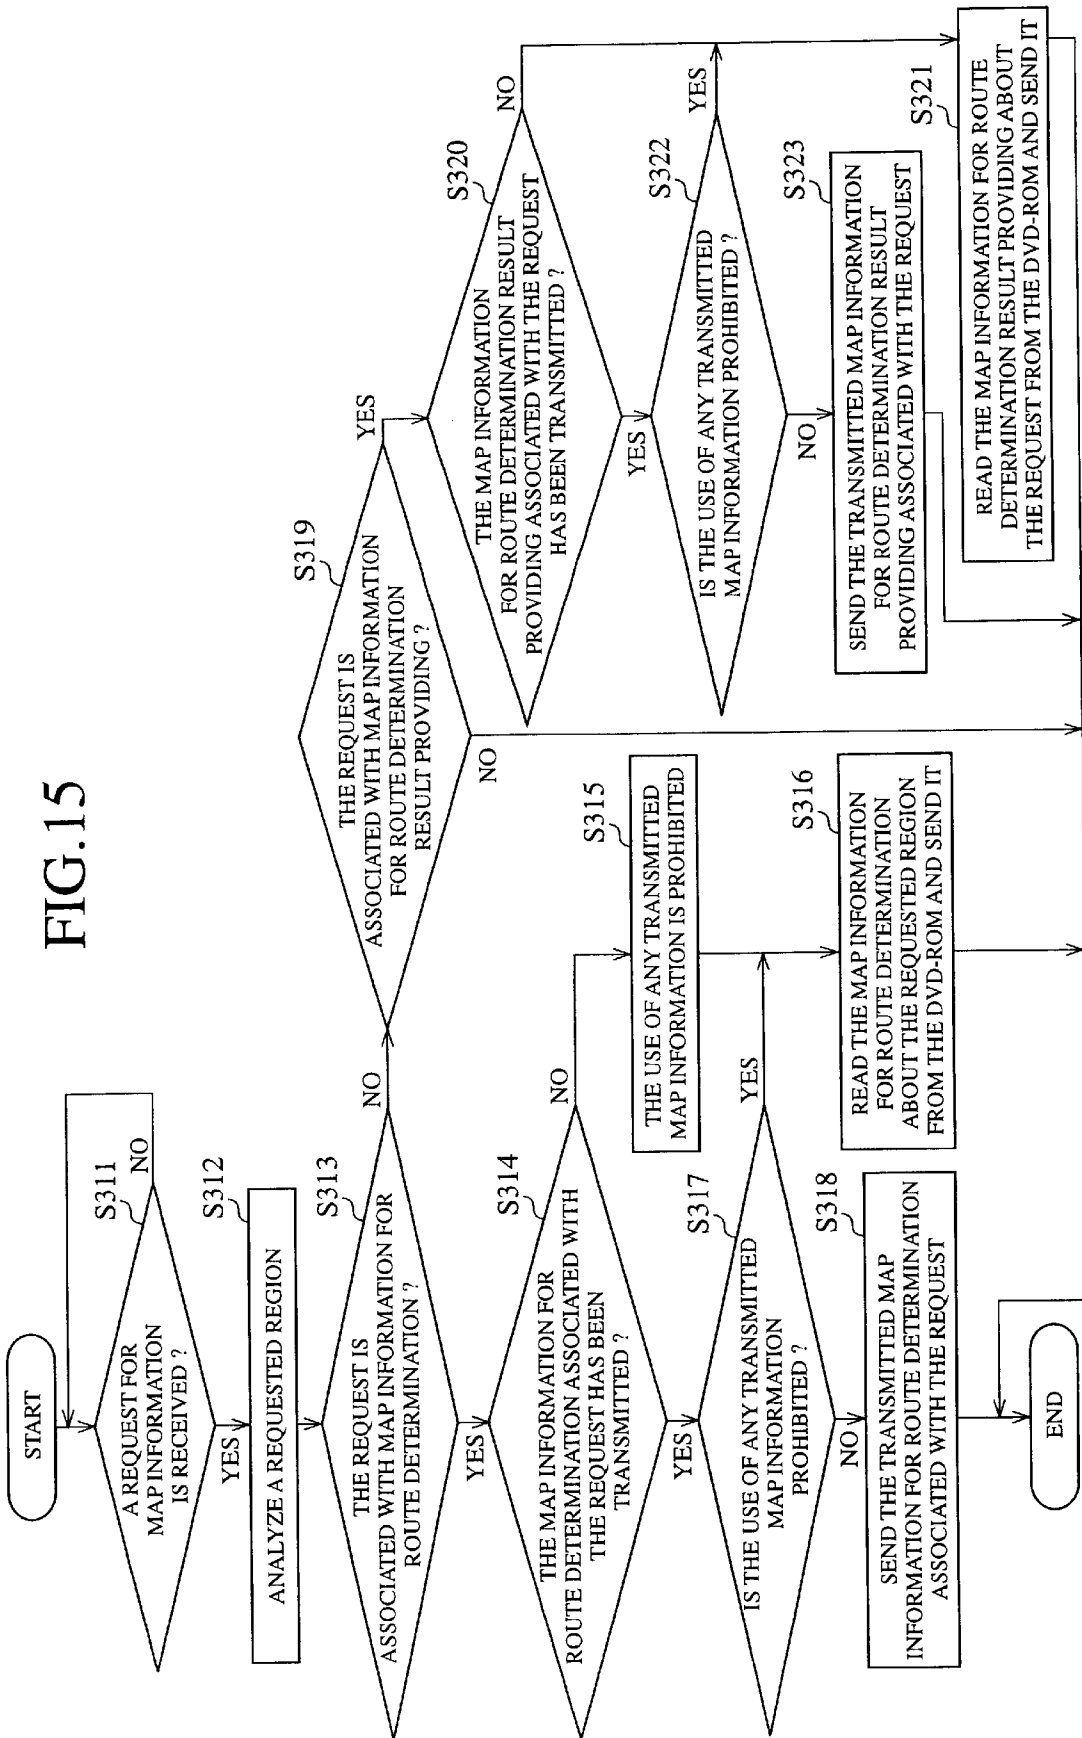 FIG.15
START
S311
A REQUEST FOR
MAP INFORMATION
IS RECEIVED ?
NO
YES
S312
ANALYZE A REQUESTED REGION
S313
THE REQUEST IS
ASSOCIATED WITH MAP INFORMATION FOR
ROUTE DETERMINATION ?
NO
YES
S314
THE MAP INFORMATION FOR
ROUTE DETERMINATION ASSOCIATED WITH
THE REQUEST HAS BEEN
TRANSMITTED ?
NO
YES
S315
THE USE OF ANY TRANSMITTED
MAP INFORMATION IS PROHIBITED
S317
IS THE USE OF ANY TRANSMITTED
MAP INFORMATION
PROHIBITED ?
YES
NO
S316
READ THE MAP INFORMATION
FOR ROUTE DETERMINATION
ABOUT THE REQUESTED REGION
FROM THE DVD-ROM AND SEND IT
S318
SEND THE TRANSMITTED MAP
INFORMATION FOR ROUTE DETERMINATION
ASSOCIATED WITH THE REQUEST
END
S319
THE REQUEST IS
ASSOCIATED WITH MAP INFORMATION
FOR ROUTE DETERMINATION
RESULT PROVIDING ?
YES
NO
S320
THE MAP INFORMATION
FOR ROUTE DETERMINATION RESULT
PROVIDING ASSOCIATED WITH THE REQUEST
HAS BEEN TRANSMITTED ?
NO
YES
S322
IS THE USE OF ANY TRANSMITTED
MAP INFORMATION PROHIBITED ?
YES
NO
S323
SEND THE TRANSMITTED MAP INFORMATION
FOR ROUTE DETERMINATION RESULT
PROVIDING ASSOCIATED WITH THE REQUEST
S321
READ THE MAP INFORMATION FOR ROUTE
DETERMINATION RESULT PROVIDING ABOUT
THE REQUEST FROM THE DVD-ROM AND SEND IT